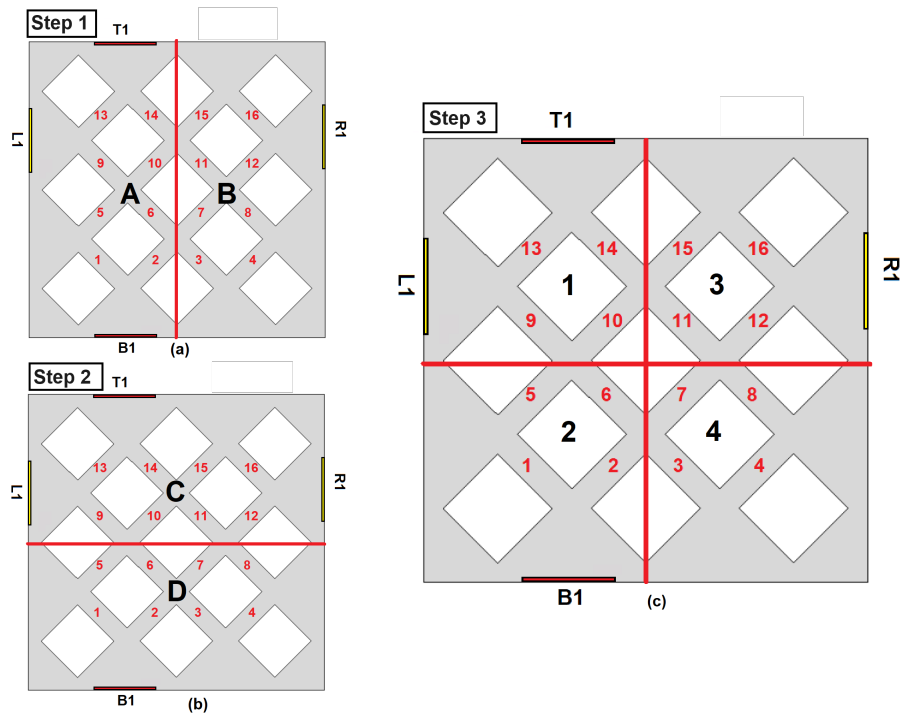 Step 1
T1
13 14 15 16
L1
R1
9 10 11 12
A B
5 6 7 8
1 2 3 4
B1
(a)
Step 2
T1
13 14 15 16
L1
R1
C
9 10 11 12
5 6 7 8
D
1 2 3 4
B1
(b)
Step 3
T1
13 14 15 16
L1
R1
1 3
9 10 11 12
5 6 7 8
2 4
1 2 3 4
B1
(c)